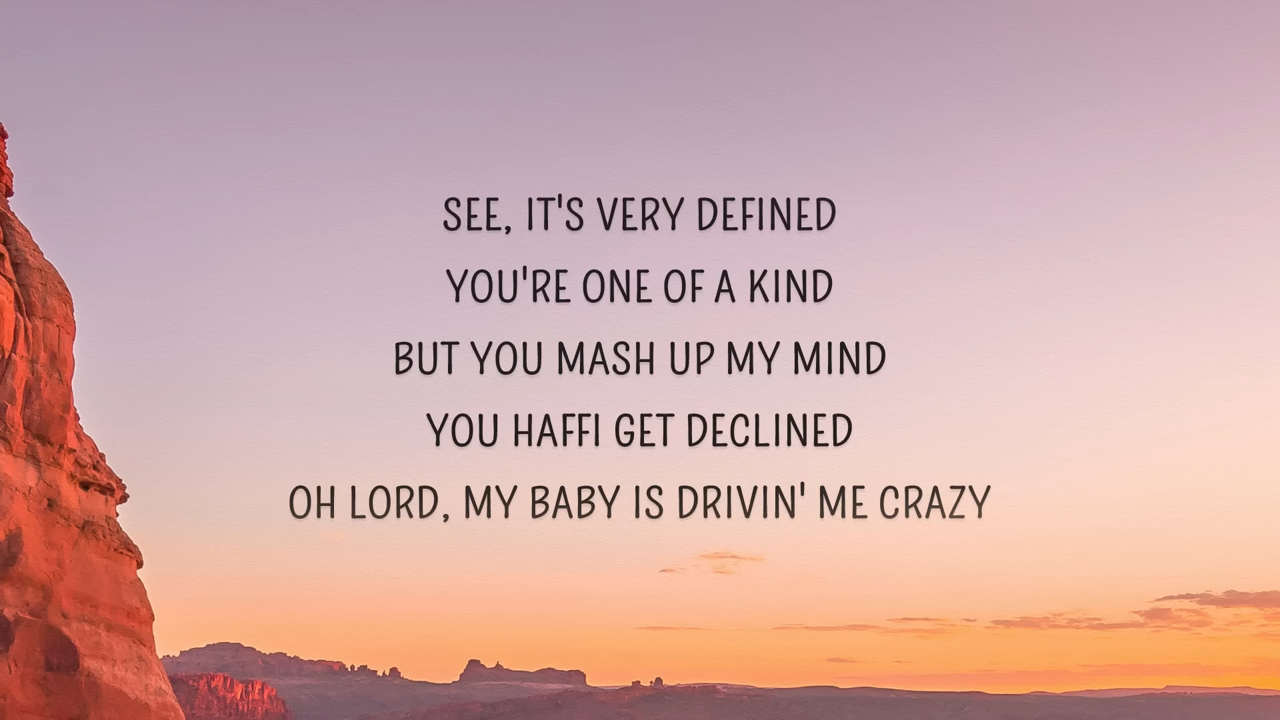 SEE, IT'S VERY DEFINED
YOU'RE ONE OF A KIND
BUT YOU MASH UP MY MIND
YOU HAFFI GET DECLINED
OH LORD, MY BABY IS DRIVIN' ME CRAZY